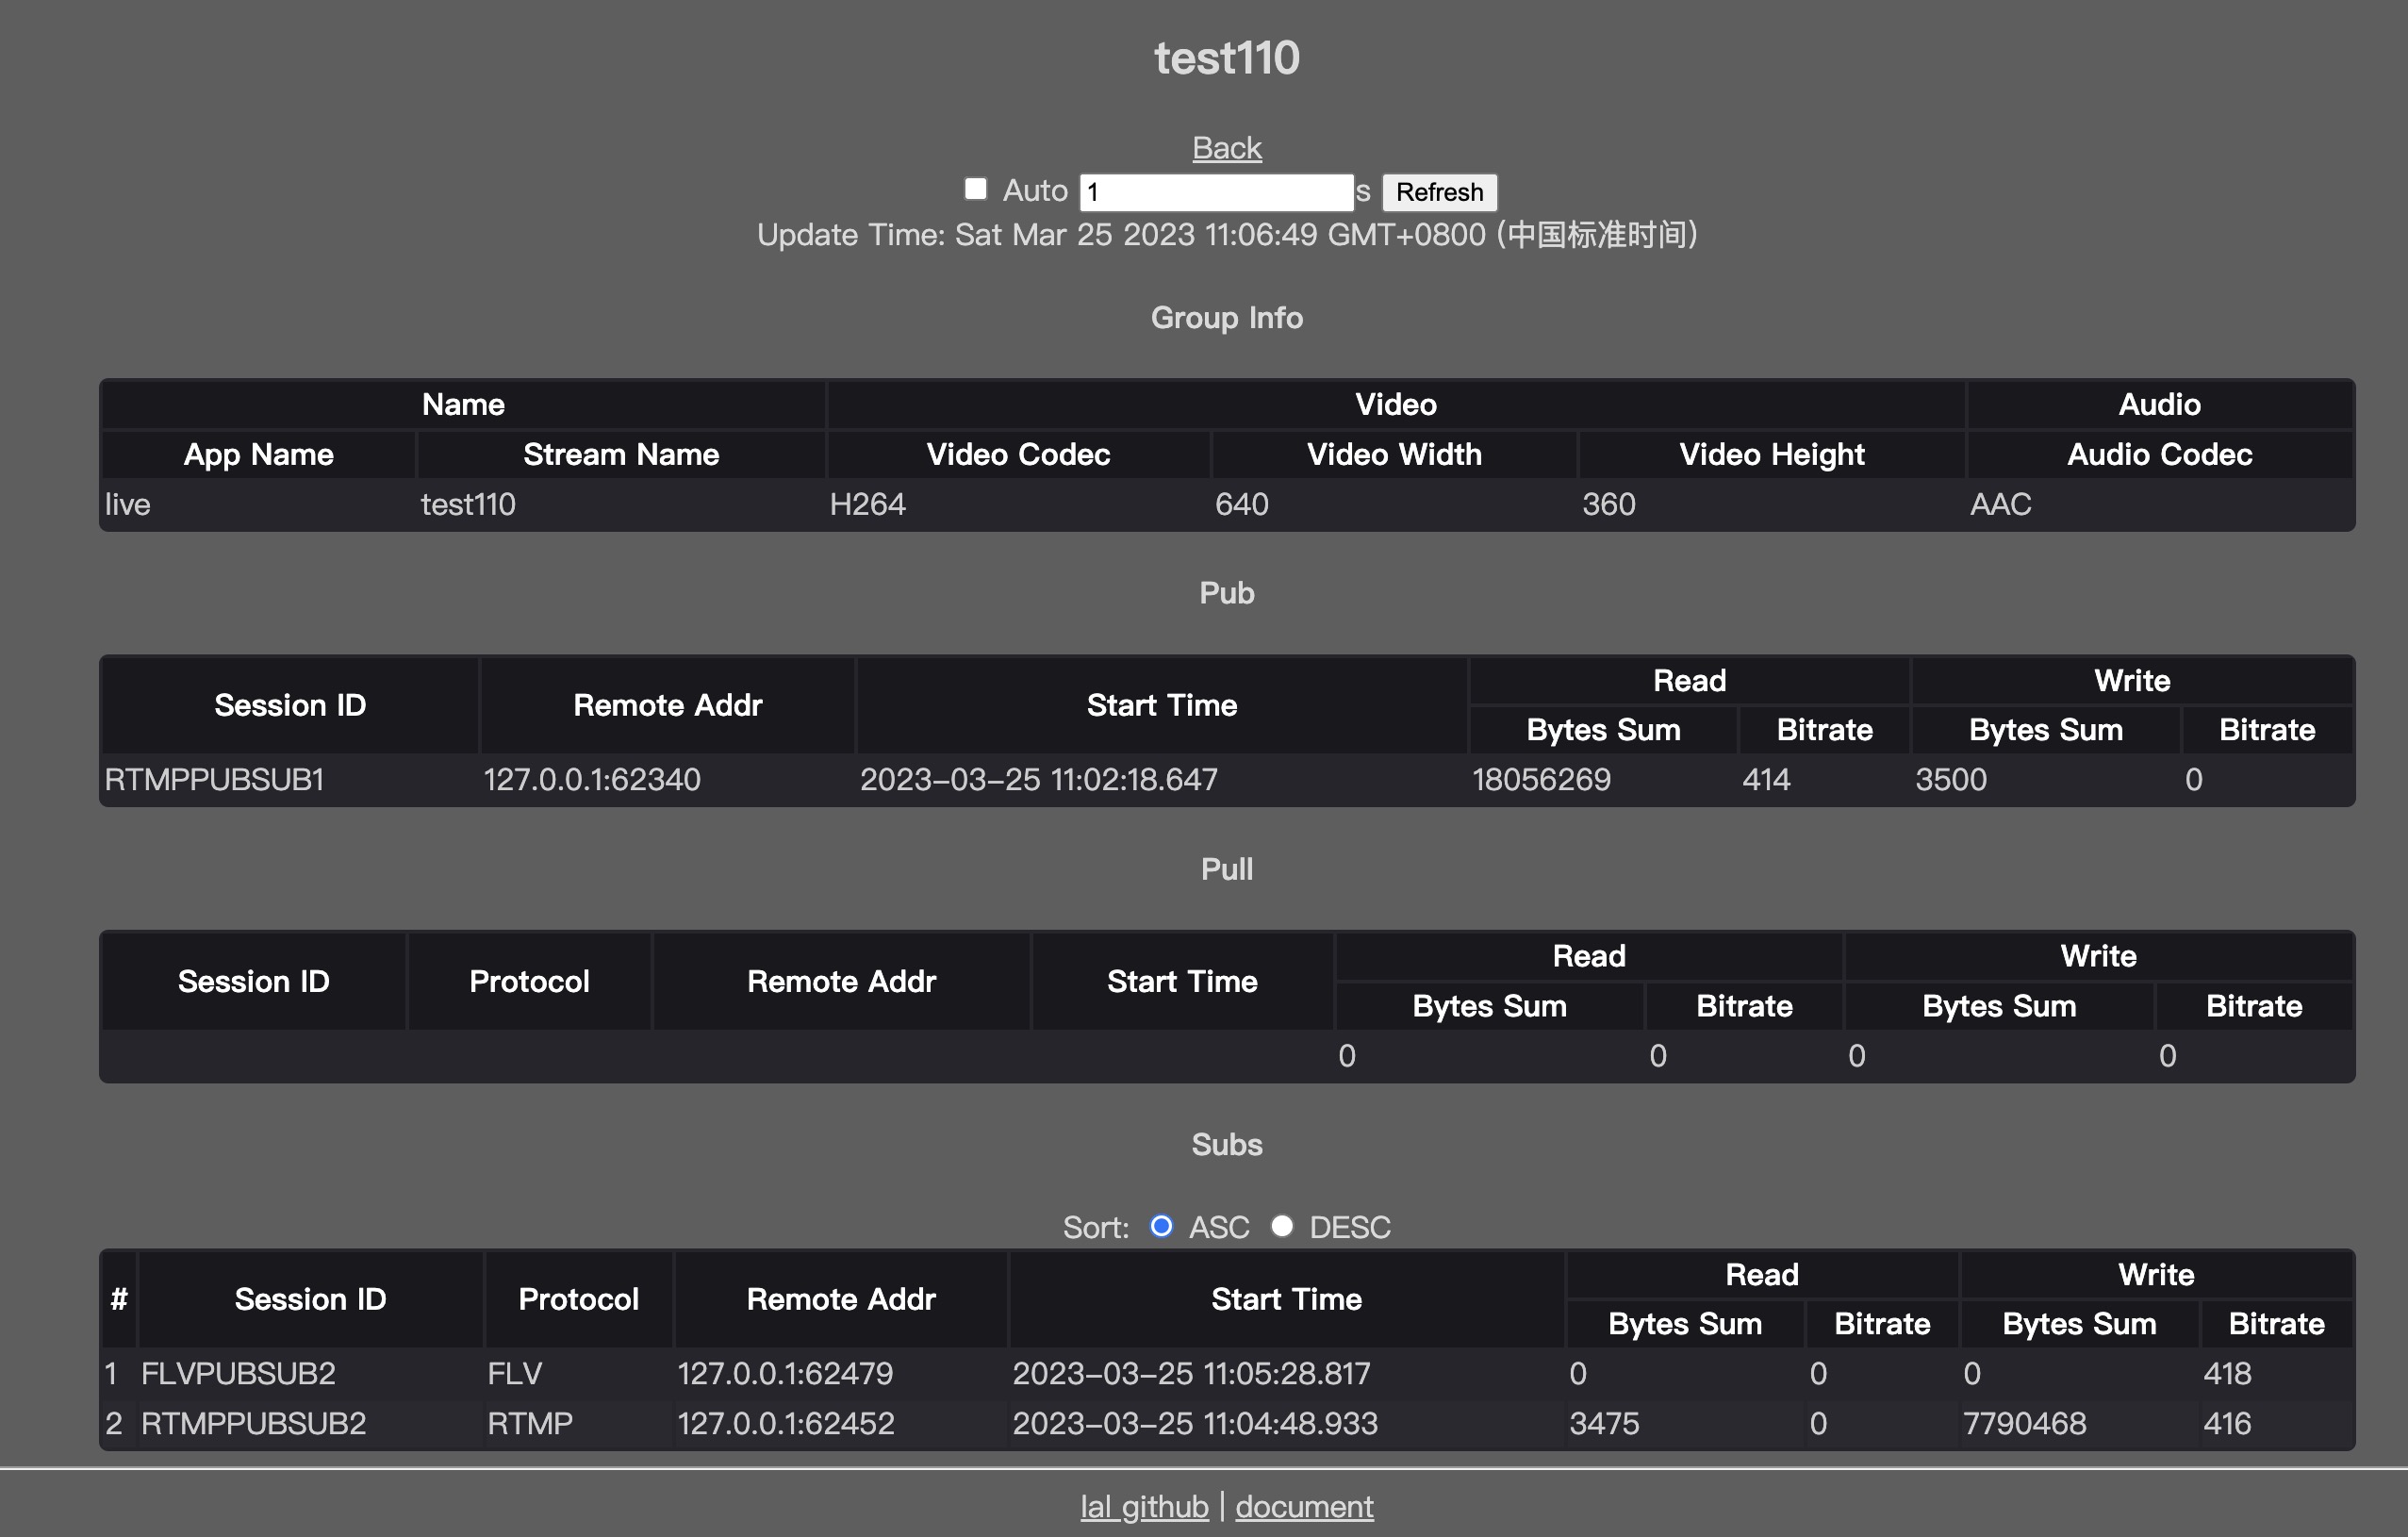 test110
Back
Auto 1 s Refresh
Update Time: Sat Mar 25 2023 11:06:49 GMT+0800 (中国标准时间)
Group Info
Name Video Audio
App Name Stream Name Video Codec Video Width Video Height Audio Codec
live test110 H264 640 360 AAC
Pub
Session ID Remote Addr Start Time Read Write
Bytes Sum Bitrate Bytes Sum Bitrate
RTMPPUBSUB1 127.0.0.1:62340 2023-03-25 11:02:18.647 18056269 414 3500 0
Pull
Session ID Protocol Remote Addr Start Time Read Write
Bytes Sum Bitrate Bytes Sum Bitrate
0 0 0 0
Subs
Sort: ASC DESC
# Session ID Protocol Remote Addr Start Time Read Write
Bytes Sum Bitrate Bytes Sum Bitrate
1 FLVPUBSUB2 FLV 127.0.0.1:62479 2023-03-25 11:05:28.817 0 0 0 418
2 RTMPPUBSUB2 RTMP 127.0.0.1:62452 2023-03-25 11:04:48.933 3475 0 7790468 416
lal github | document